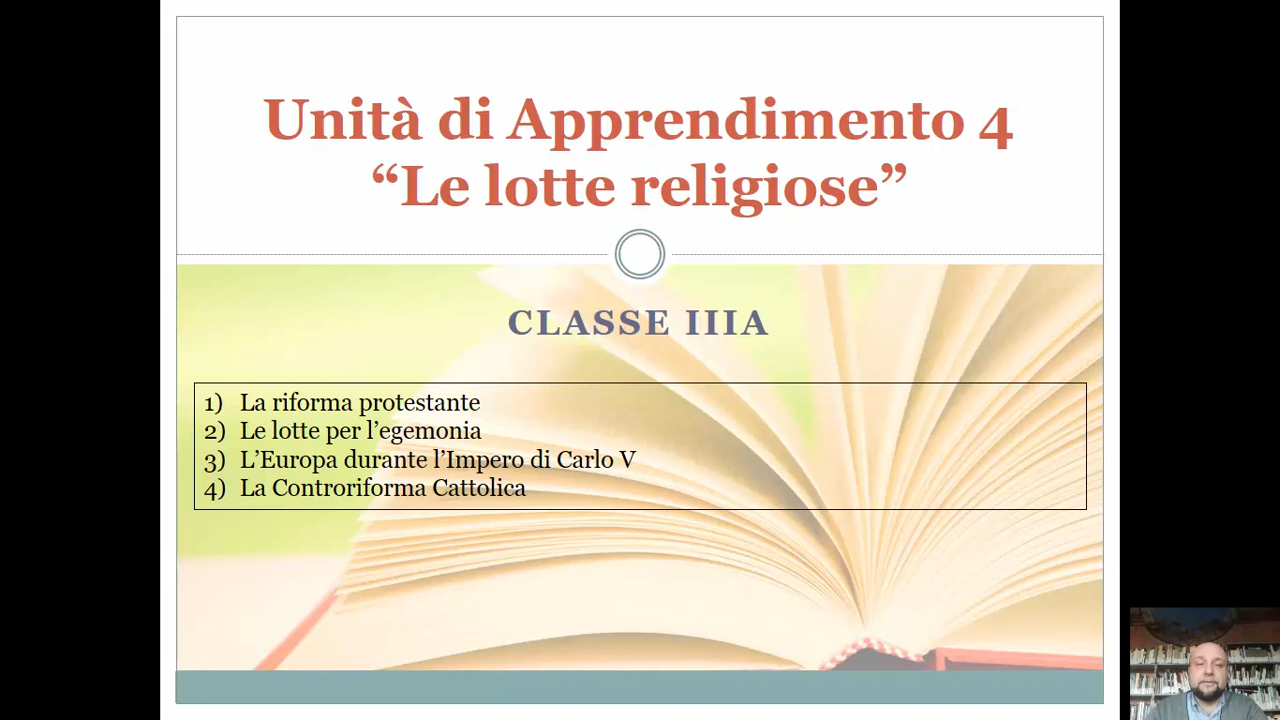 Unità di Apprendimento 4
“Le lotte religiose”
CLASSE IIIA
1) La riforma protestante
2) Le lotte per l’egemonia
3) L’Europa durante l’Impero di Carlo V
4) La Controriforma Cattolica